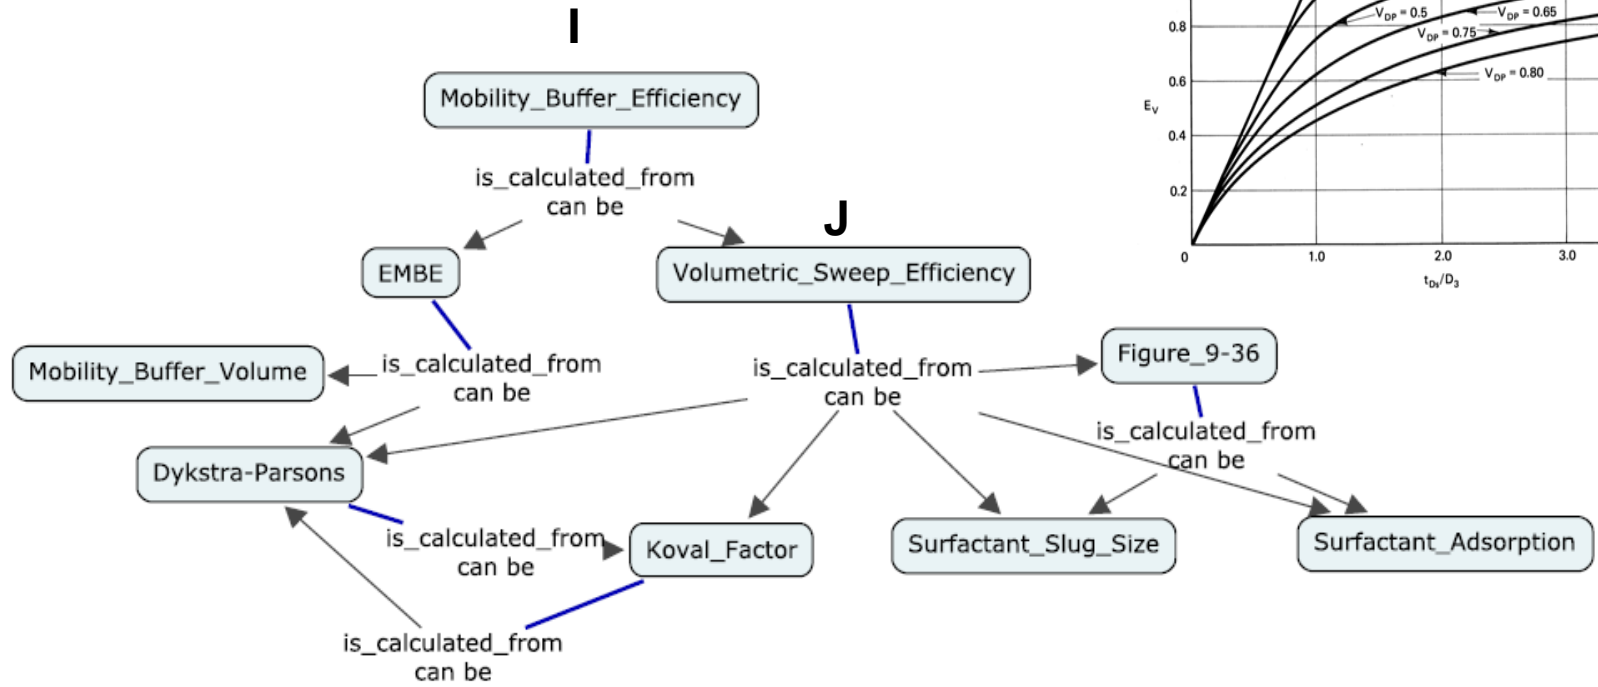 I
Mobility_Buffer_Efficiency
is_calculated_from
can be
J
EMBE
Volumetric_Sweep_Efficiency
Mobility_Buffer_Volume
is_calculated_from
can be
is_calculated_from
can be
Figure_9-36
is_calculated_from
can be
Dykstra-Parsons
is_calculated_from
can be
Koval_Factor
Surfactant_Slug_Size
Surfactant_Adsorption
is_calculated_from
can be
V_DP = 0.5
V_DP = 0.65
V_DP = 0.75
V_DP = 0.80
E_V
0.8
0.6
0.4
0.2
0
1.0
2.0
3.0
t_Ds/D_3